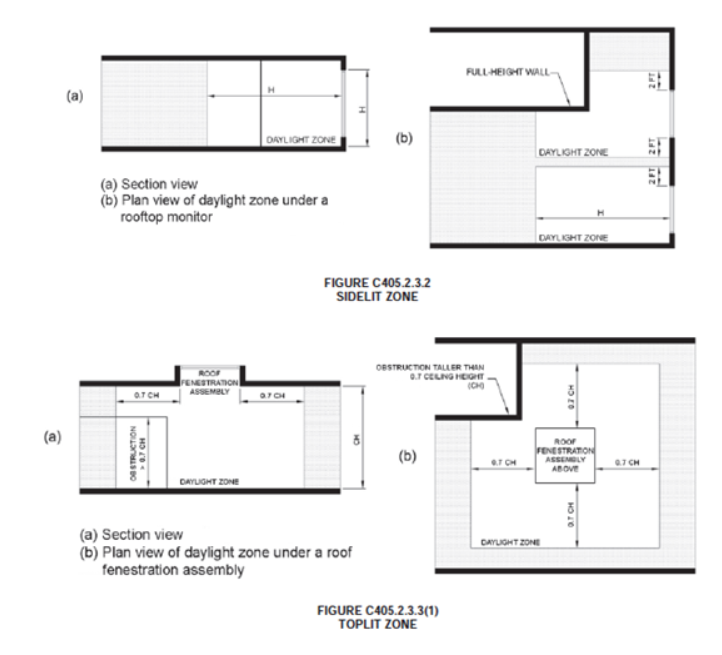 (a)
H
H
DAYLIGHT ZONE
(a) Section view
(b) Plan view of daylight zone under a
rooftop monitor
(b)
FULL-HEIGHT WALL
2 FT
DAYLIGHT ZONE
2 FT
2 FT
H
DAYLIGHT ZONE
FIGURE C405.2.3.2
SIDELIT ZONE
(a)
ROOF
FENESTRATION
ASSEMBLY
0.7 CH
0.7 CH
OBSTRUCTION
> 0.7 CH
CH
DAYLIGHT ZONE
(a) Section view
(b) Plan view of daylight zone under a roof
fenestration assembly
(b)
OBSTRUCTION TALLER THAN
0.7 CEILING HEIGHT
(CH)
0.7 CH
ROOF
FENESTRATION
ASSEMBLY
ABOVE
0.7 CH
0.7 CH
0.7 CH
DAYLIGHT ZONE
FIGURE C405.2.3.3(1)
TOPLIT ZONE